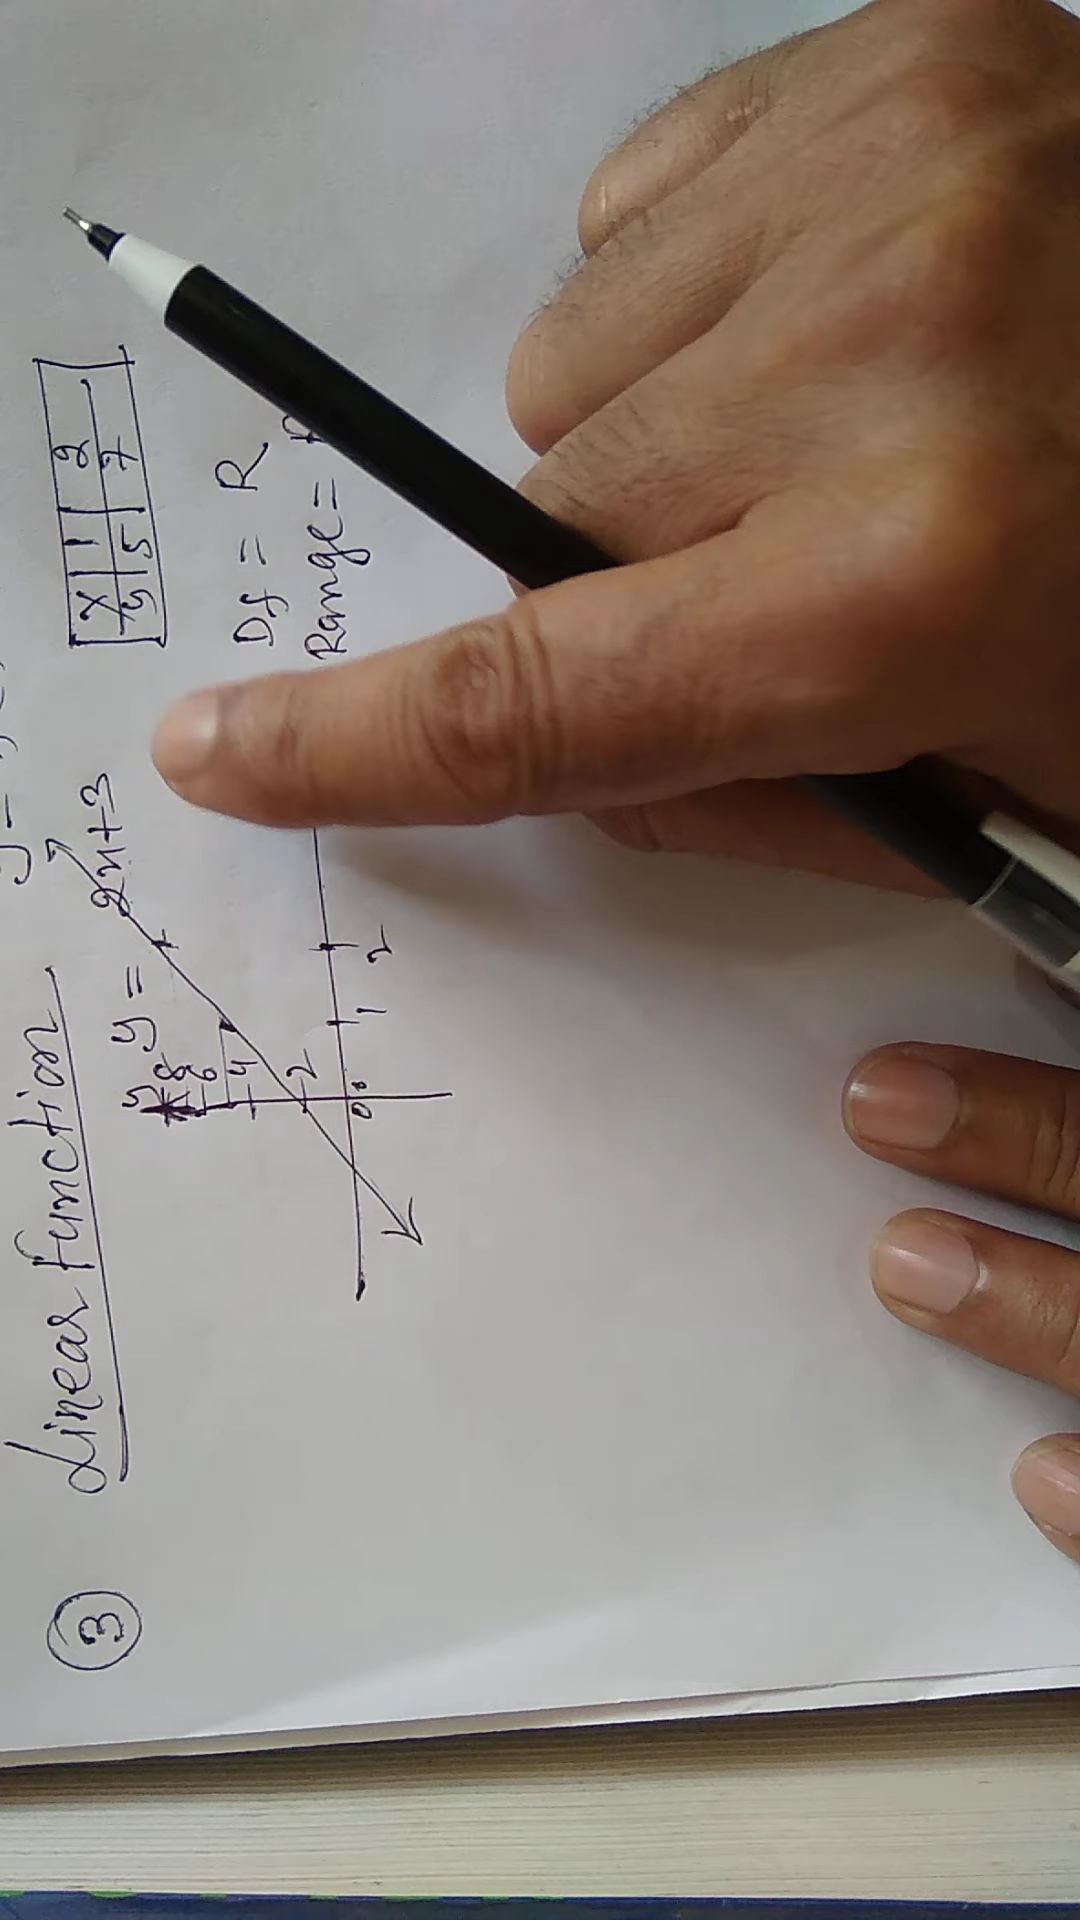 ③ Linear function
y = 2x+3
x | 1 | 2
y | 5 | 7
y
8
6
4
2
0
1 2
Df = R
Range =